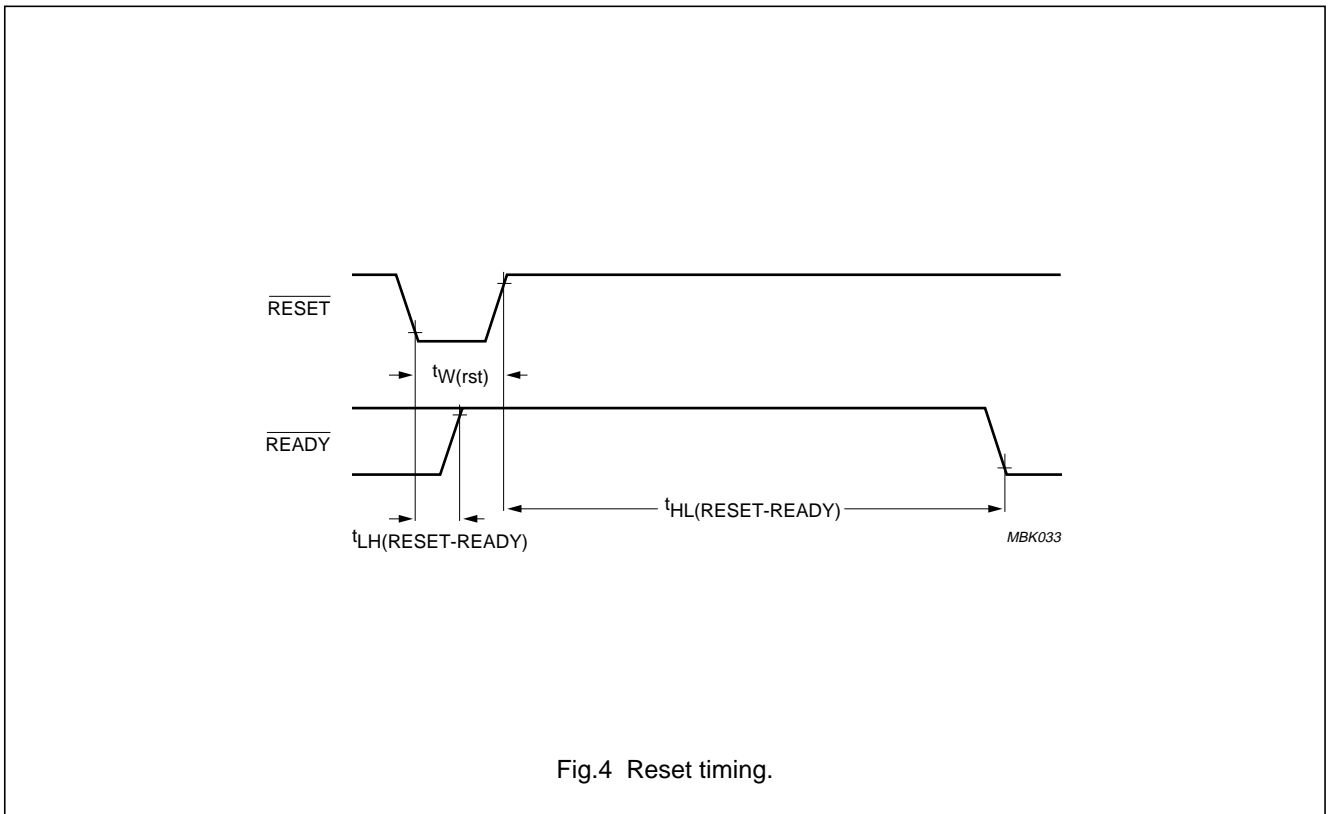 RESET
tW(rst)
READY
tHL(RESET-READY)
tLH(RESET-READY)
MBK033
Fig.4 Reset timing.